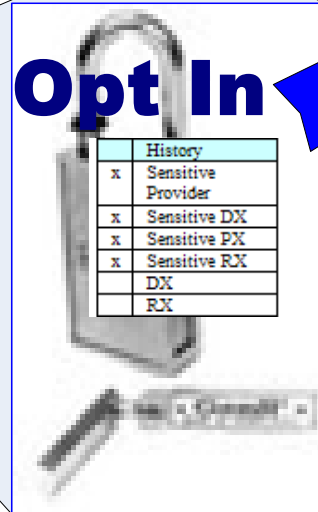 Opt In
History
x Sensitive
Provider
x Sensitive DX
x Sensitive PX
x Sensitive RX
DX
RX